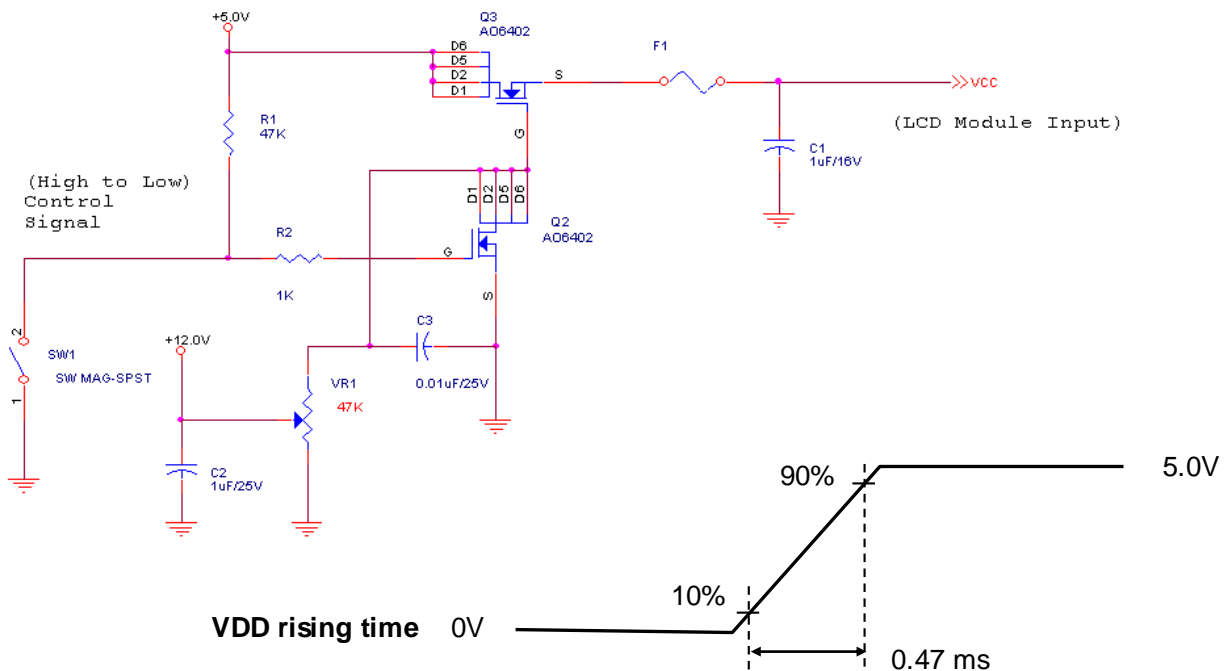 +5.0V
Q3
AO6402
D6
D5
D2
D1
S
G
F1
VCC
(LCD Module Input)
C1
1uF/16V
R1
47K
(High to Low)
Control
Signal
D1
D2
D5
D6
Q2
AO6402
R2
G
1K
S
2
SW1
SW MAG-SPST
1
+12.0V
C3
0.01uF/25V
VR1
47K
C2
1uF/25V
90%
5.0V
10%
VDD rising time 0V
0.47 ms